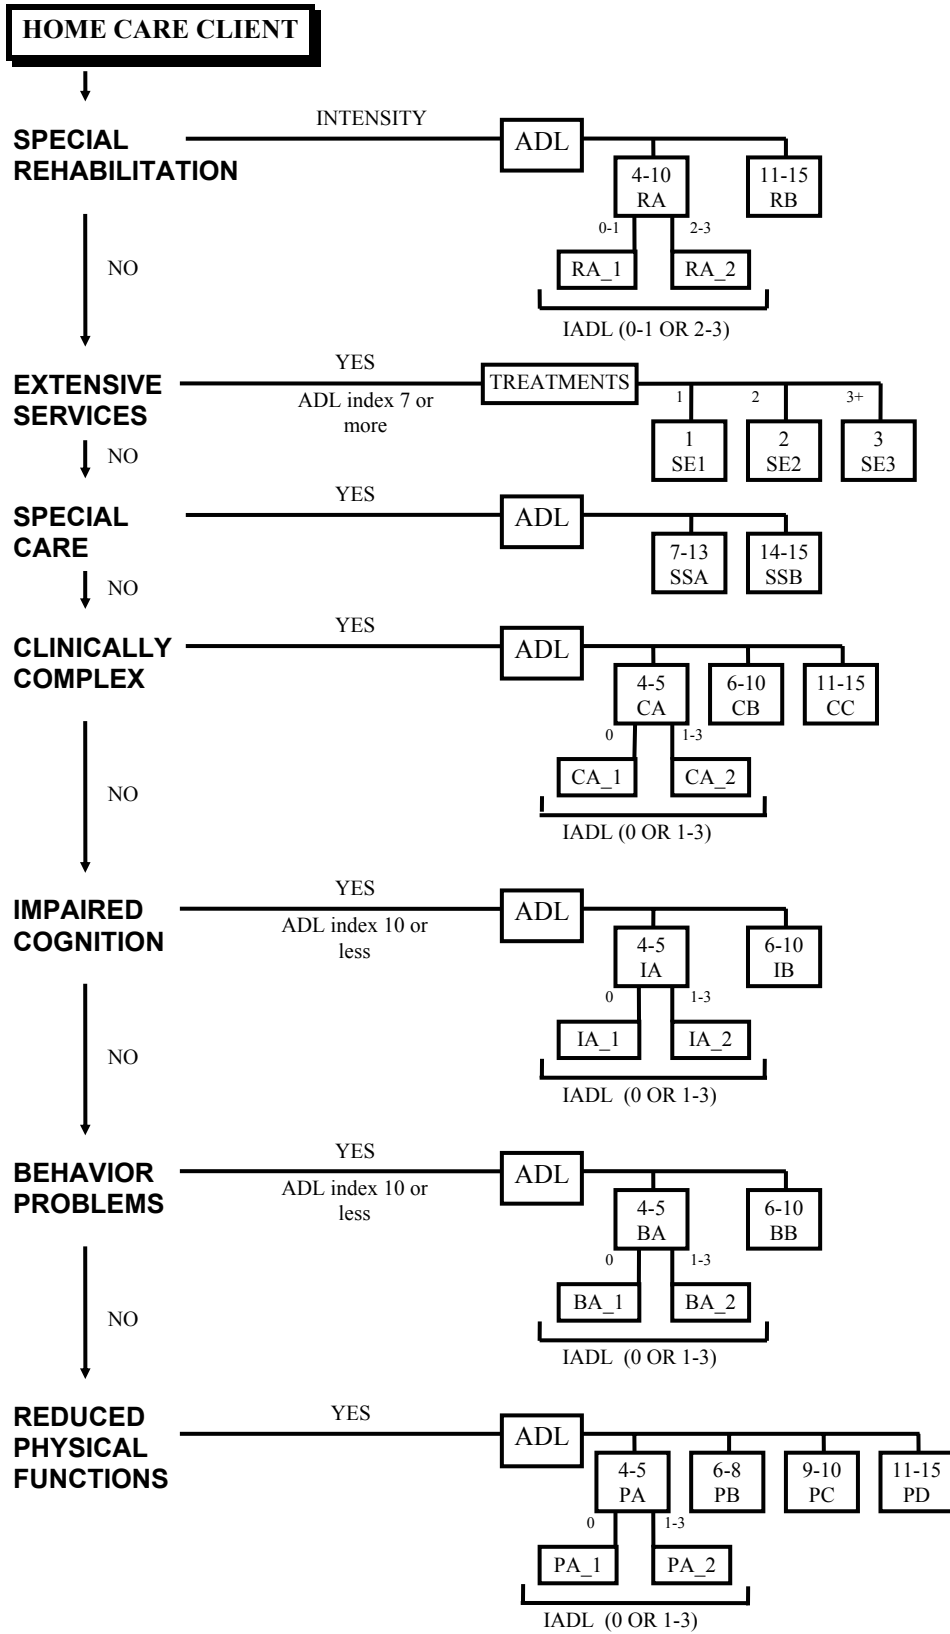 HOME CARE CLIENT
INTENSITY
SPECIAL
REHABILITATION
ADL
4-10
RA
11-15
RB
0-1
2-3
RA_1
RA_2
IADL (0-1 OR 2-3)
NO
YES
EXTENSIVE
SERVICES
ADL index 7 or
more
TREATMENTS
1
2
3+
1
SE1
2
SE2
3
SE3
NO
YES
SPECIAL
CARE
ADL
7-13
SSA
14-15
SSB
NO
YES
CLINICALLY
COMPLEX
ADL
4-5
CA
6-10
CB
11-15
CC
0
1-3
CA_1
CA_2
IADL (0 OR 1-3)
NO
YES
IMPAIRED
COGNITION
ADL index 10 or
less
ADL
4-5
IA
6-10
IB
0
1-3
IA_1
IA_2
IADL (0 OR 1-3)
NO
YES
BEHAVIOR
PROBLEMS
ADL index 10 or
less
ADL
4-5
BA
6-10
BB
0
1-3
BA_1
BA_2
IADL (0 OR 1-3)
NO
YES
REDUCED
PHYSICAL
FUNCTIONS
ADL
4-5
PA
6-8
PB
9-10
PC
11-15
PD
0
1-3
PA_1
PA_2
IADL (0 OR 1-3)